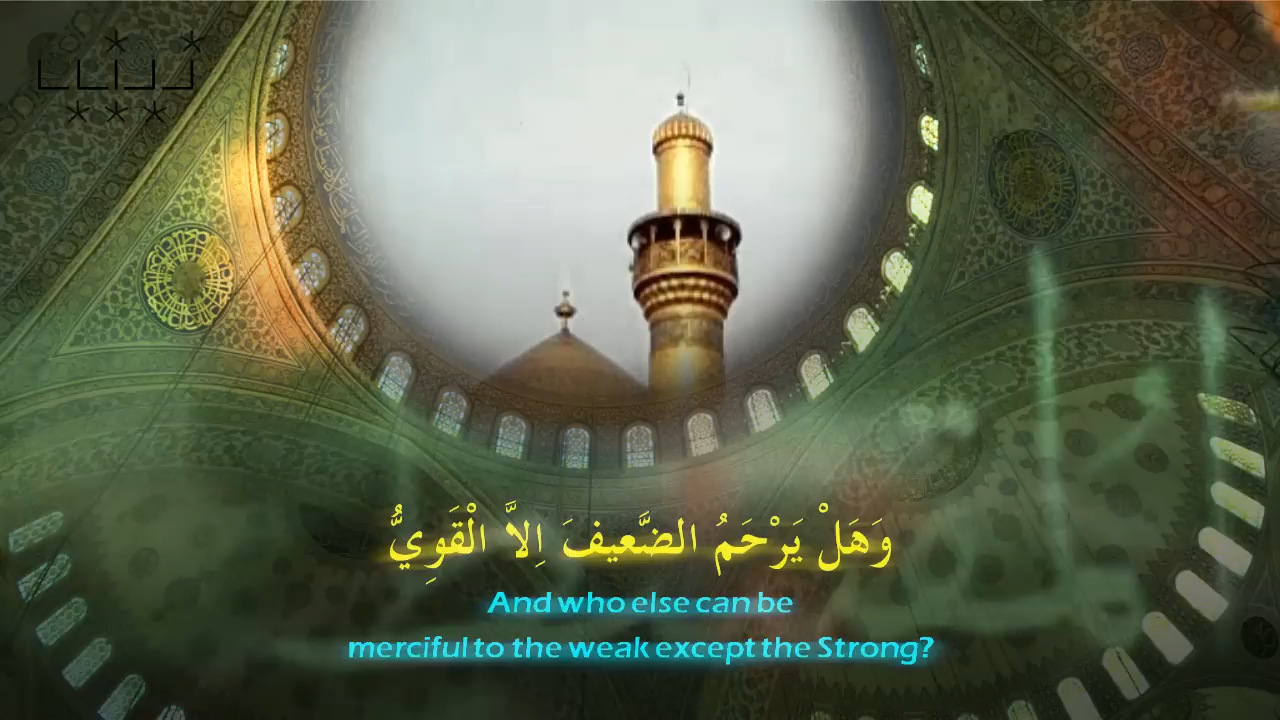 وَهَلْ يَرْحَمُ الضَّعيفَ اِلاَّ الْقَوِيُّ
And who else can be
merciful to the weak except the Strong?